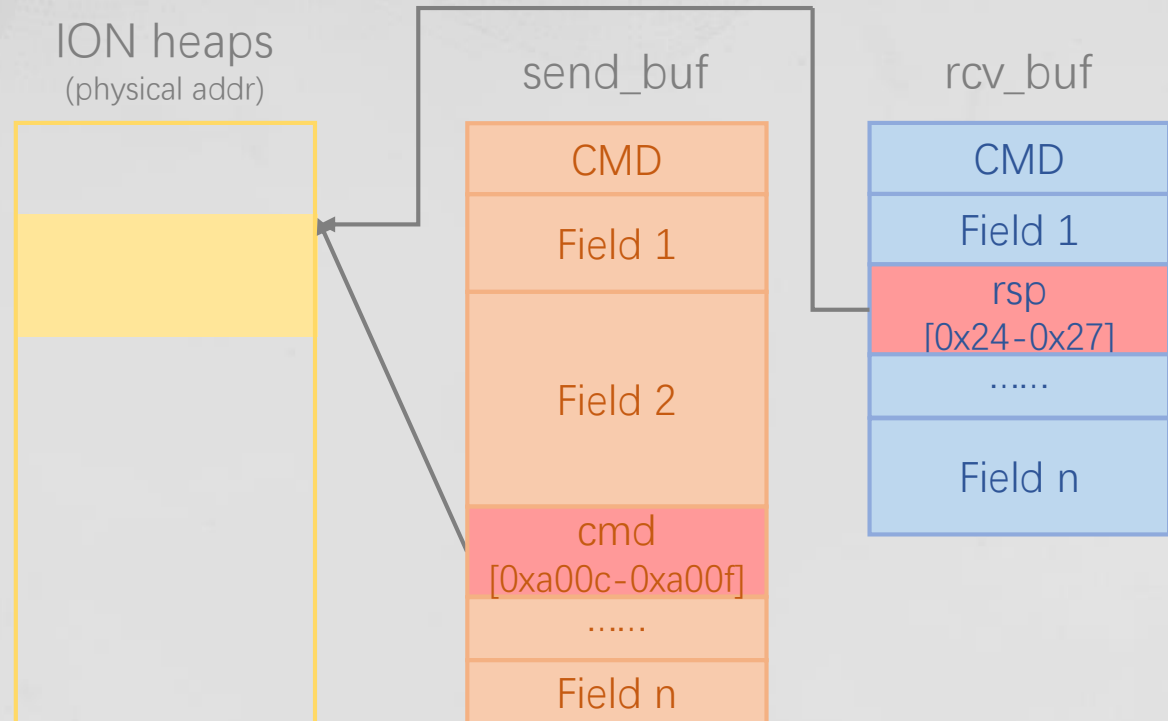 ION heaps
(physical addr)
send_buf
CMD
Field 1
Field 2
cmd
[0xa00c-0xa00f]
……
Field n
rcv_buf
CMD
Field 1
rsp
[0x24-0x27]
……
Field n